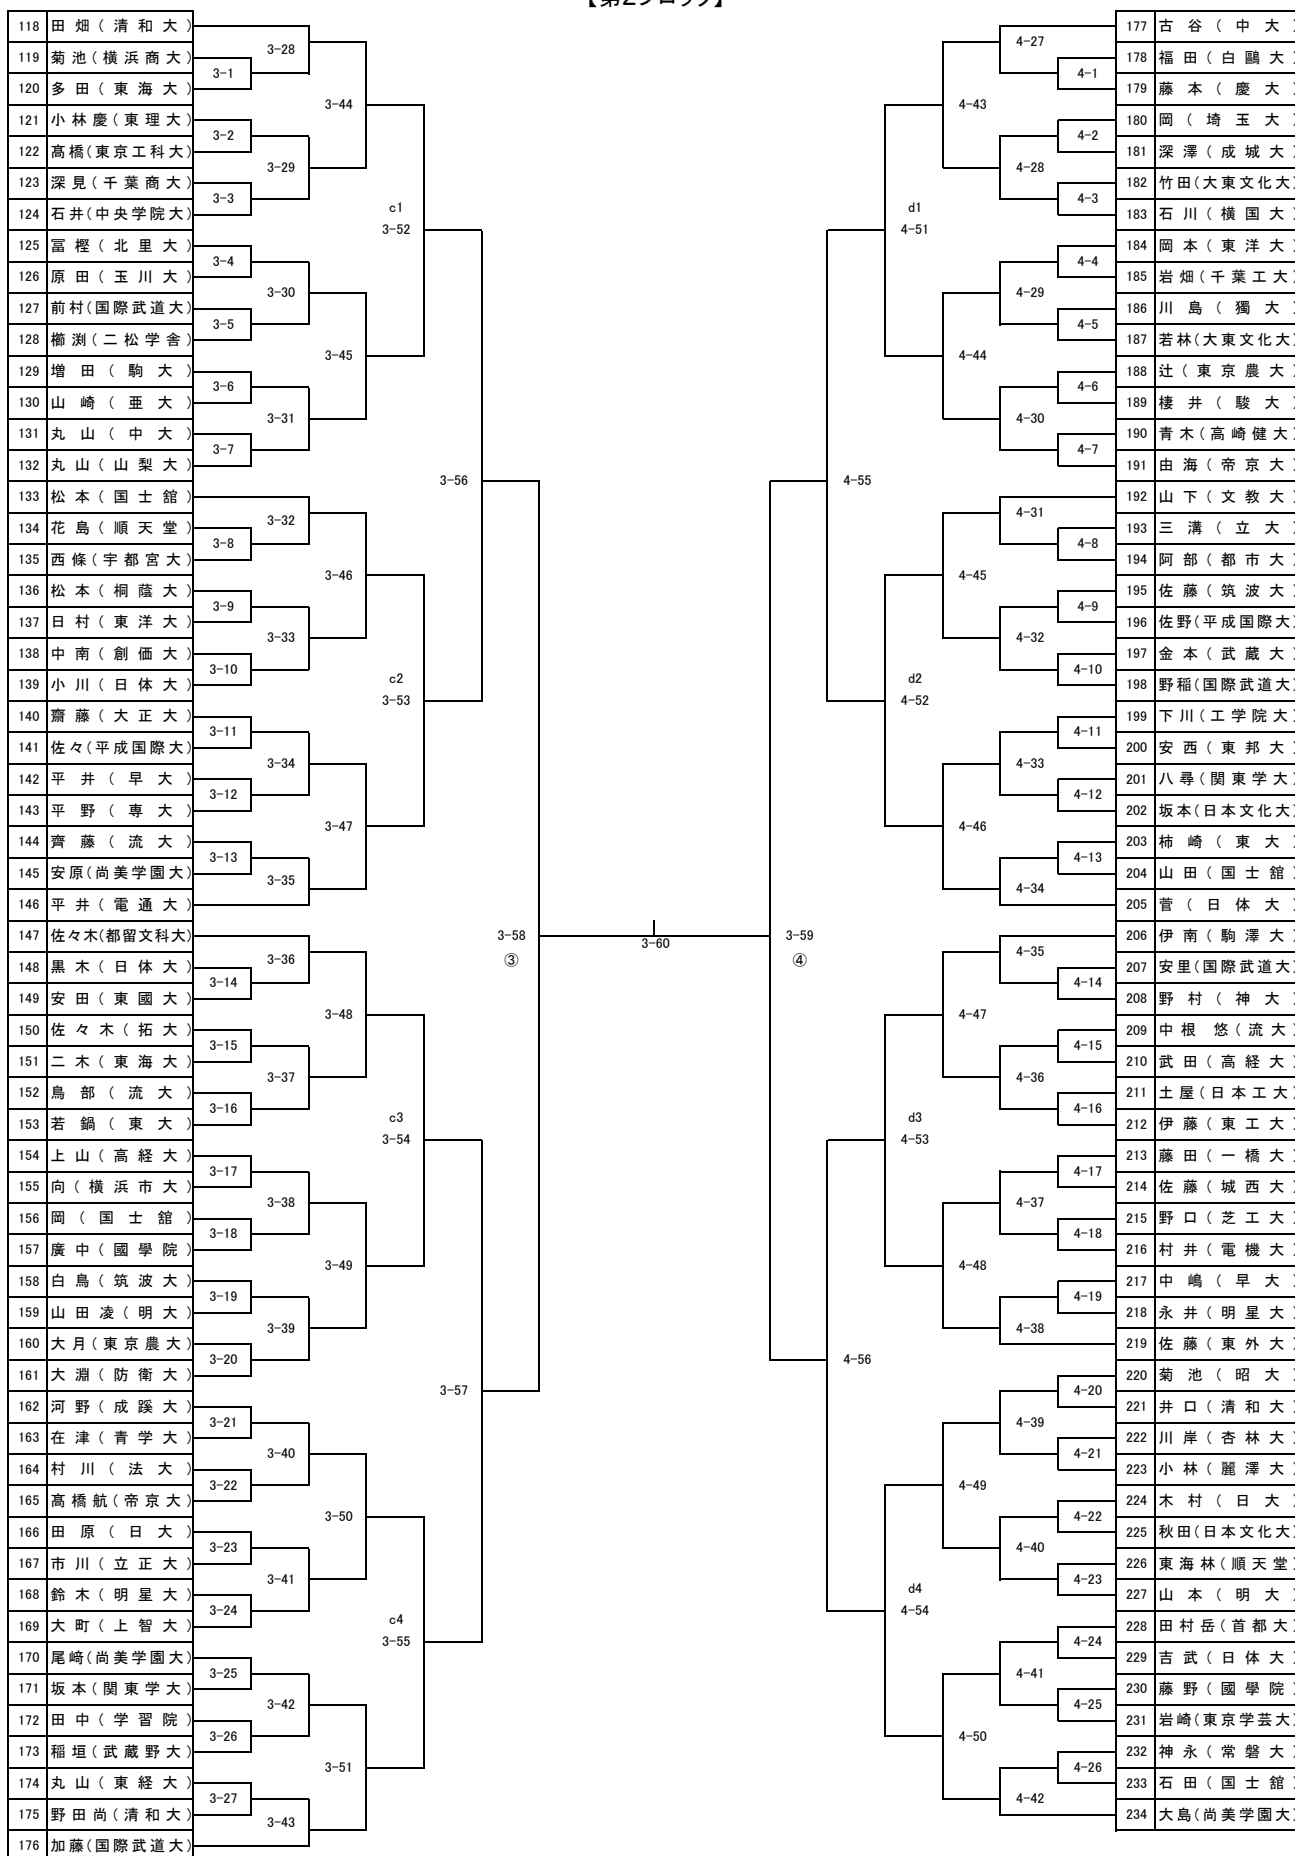 【第2ブロック】
118 田畑(清和大)
119 菊池(横浜商大)
120 多田(東海大)
121 小林慶(東理大)
122 髙橋(東京工科大)
123 深見(千葉商大)
124 石井(中央学院大)
125 冨樫(北里大)
126 原田(玉川大)
127 前村(国際武道大)
128 櫛渕(二松学舎)
129 増田(駒大)
130 山崎(亜大)
131 丸山(中大)
132 丸山(山梨大)
133 松本(国士舘)
134 花島(順天堂)
135 西條(宇都宮大)
136 松本(桐蔭大)
137 日村(東洋大)
138 中南(創価大)
139 小川(日体大)
140 齋藤(大正大)
141 佐々(平成国際大)
142 平井(早大)
143 平野(専大)
144 齊藤(流大)
145 安原(尚美学園大)
146 平井(電通大)
147 佐々木(都留文科大)
148 黒木(日体大)
149 安田(東國大)
150 佐々木(拓大)
151 二木(東海大)
152 鳥部(流大)
153 若鍋(東大)
154 上山(高経大)
155 向(横浜市大)
156 岡(国士舘)
157 廣中(國學院)
158 白鳥(筑波大)
159 山田凌(明大)
160 大月(東京農大)
161 大淵(防衛大)
162 河野(成蹊大)
163 在津(青学大)
164 村川(法大)
165 髙橋航(帝京大)
166 田原(日大)
167 市川(立正大)
168 鈴木(明星大)
169 大町(上智大)
170 尾﨑(尚美学園大)
171 坂本(関東学大)
172 田中(学習院)
173 稲垣(武蔵野大)
174 丸山(東経大)
175 野田尚(清和大)
176 加藤(国際武道大)
3-1
3-2
3-3
3-4
3-5
3-6
3-7
3-8
3-9
3-10
3-11
3-12
3-13
3-14
3-15
3-16
3-17
3-18
3-19
3-20
3-21
3-22
3-23
3-24
3-25
3-26
3-27
3-28
3-29
3-30
3-31
3-32
3-33
3-34
3-35
3-36
3-37
3-38
3-39
3-40
3-41
3-42
3-43
3-44
3-45
3-46
3-47
3-48
3-49
3-50
3-51
c1
3-52
c2
3-53
c3
3-54
c4
3-55
3-56
3-57
3-58
③
3-60
3-59
④
4-55
4-56
d1
4-51
d2
4-52
d3
4-53
d4
4-54
4-43
4-44
4-45
4-46
4-47
4-48
4-49
4-50
4-27
4-28
4-29
4-30
4-31
4-32
4-33
4-34
4-35
4-36
4-37
4-38
4-39
4-40
4-41
4-42
4-1
4-2
4-3
4-4
4-5
4-6
4-7
4-8
4-9
4-10
4-11
4-12
4-13
4-14
4-15
4-16
4-17
4-18
4-19
4-20
4-21
4-22
4-23
4-24
4-25
4-26
177 古谷(中大)
178 福田(白鷗大)
179 藤本(慶大)
180 岡(埼玉大)
181 深澤(成城大)
182 竹田(大東文化大)
183 石川(横国大)
184 岡本(東洋大)
185 岩畑(千葉工大)
186 川島(獨大)
187 若林(大東文化大)
188 辻(東京農大)
189 棲井(駿大)
190 青木(高崎健大)
191 由海(帝京大)
192 山下(文教大)
193 三溝(立大)
194 阿部(都市大)
195 佐藤(筑波大)
196 佐野(平成国際大)
197 金本(武蔵大)
198 野稲(国際武道大)
199 下川(工学院大)
200 安西(東邦大)
201 八尋(関東学大)
202 坂本(日本文化大)
203 柿崎(東大)
204 山田(国士舘)
205 菅(日体大)
206 伊南(駒澤大)
207 安里(国際武道大)
208 野村(神大)
209 中根悠(流大)
210 武田(高経大)
211 土屋(日本工大)
212 伊藤(東工大)
213 藤田(一橋大)
214 佐藤(城西大)
215 野口(芝工大)
216 村井(電機大)
217 中嶋(早大)
218 永井(明星大)
219 佐藤(東外大)
220 菊池(昭大)
221 井口(清和大)
222 川岸(杏林大)
223 小林(麗澤大)
224 木村(日大)
225 秋田(日本文化大)
226 東海林(順天堂)
227 山本(明大)
228 田村岳(首都大)
229 吉武(日体大)
230 藤野(國學院)
231 岩崎(東京学芸大)
232 神永(常磐大)
233 石田(国士舘)
234 大島(尚美学園大)